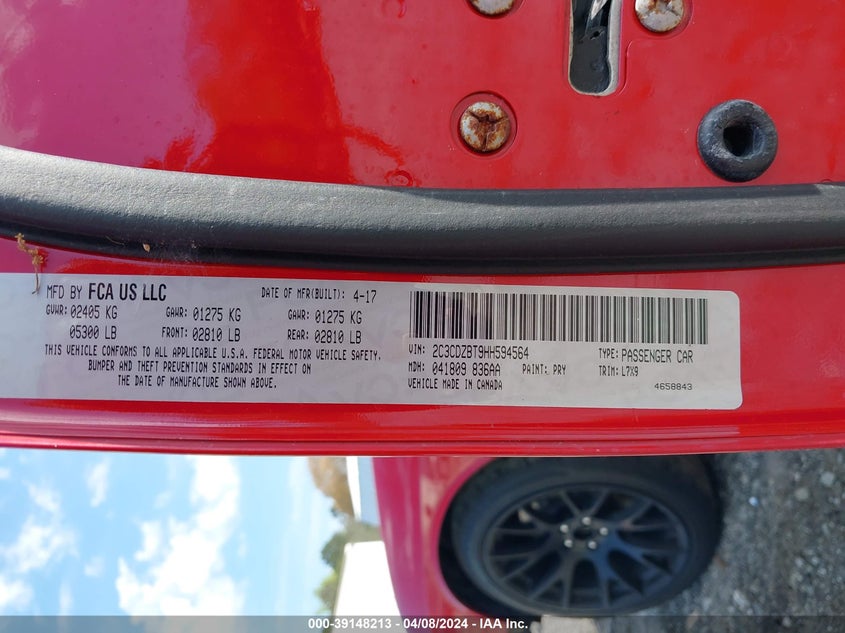 MFD BY FCA US LLC DATE OF MFR(BUILT): 4-17
GVWR: 02405 KG GAWR: 01275 KG GAWR: 01275 KG
05300 LB FRONT: 02810 LB REAR: 02810 LB
THIS VEHICLE CONFORMS TO ALL APPLICABLE U.S.A. FEDERAL MOTOR VEHICLE SAFETY,
BUMPER AND THEFT PREVENTION STANDARDS IN EFFECT ON
THE DATE OF MANUFACTURE SHOWN ABOVE.
VIN: 2C3CDZBT9HH594564 TYPE: PASSENGER CAR
MDH: 041809 836AA PAINT: PRY TRIM: L7X9
VEHICLE MADE IN CANADA 4658843
000-39148213 - 04/08/2024 - IAA Inc.